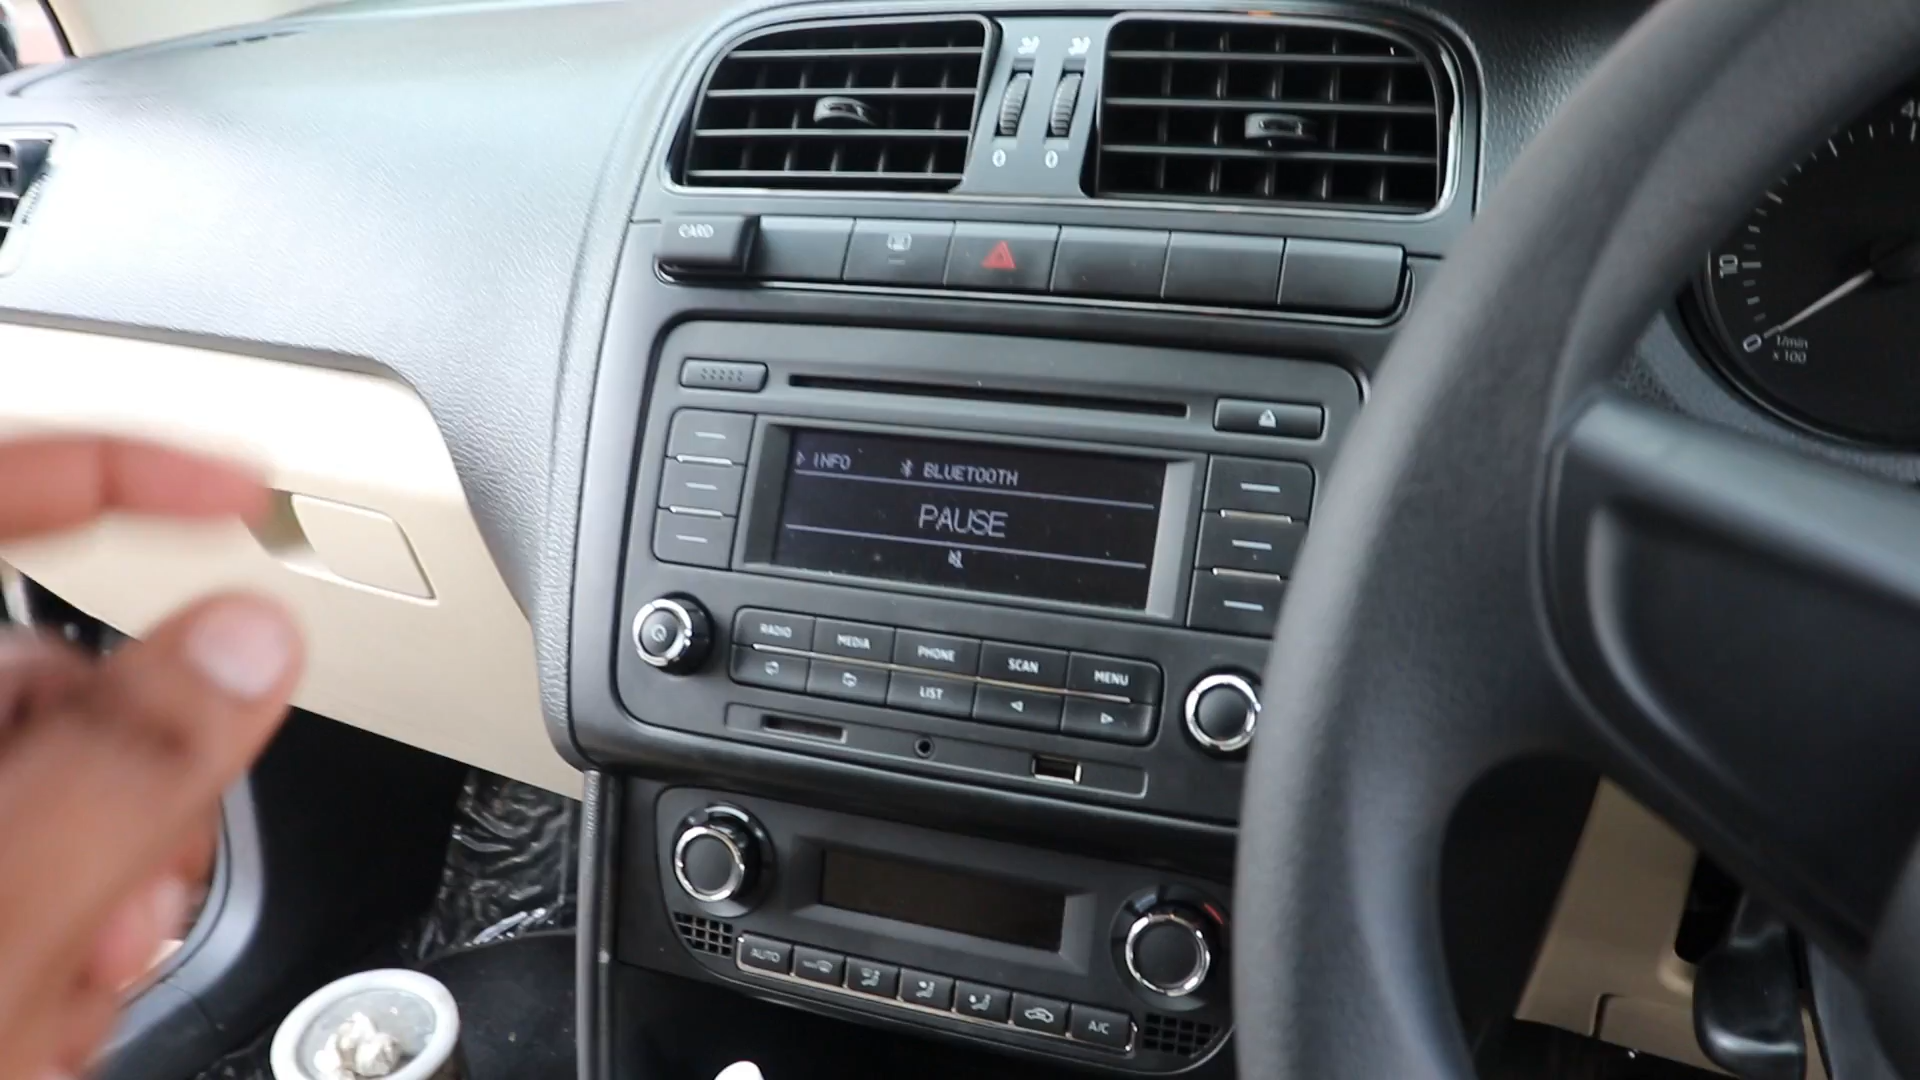 CARD
INFO BLUETOOTH
PAUSE
RADIO MEDIA PHONE SCAN MENU
LIST
AUTO A/C
10
0 1/min
x 100